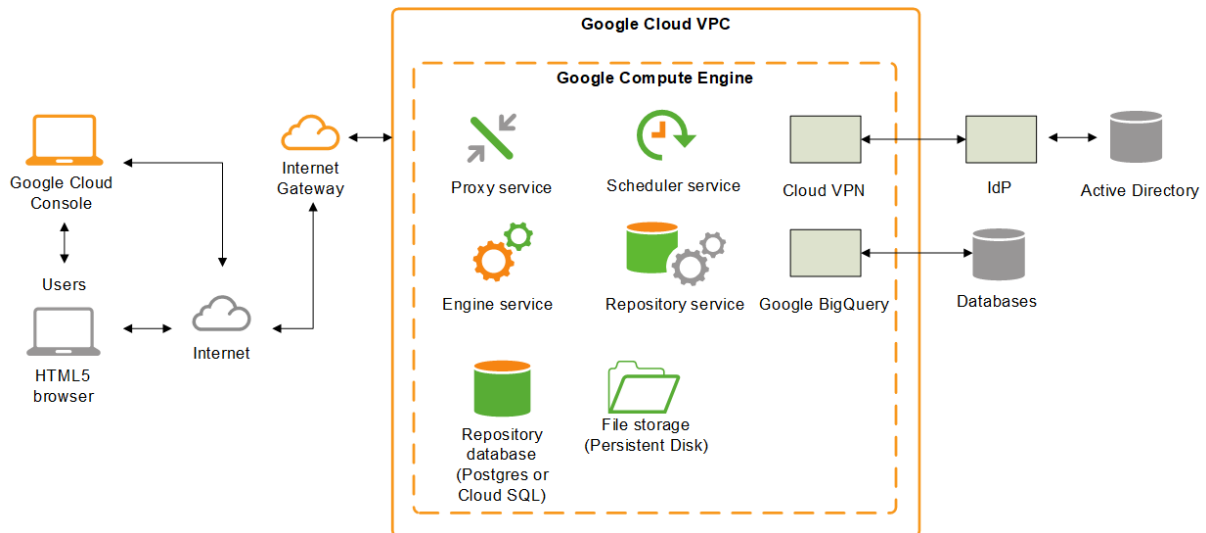 Google Cloud VPC
Google Compute Engine
Google Cloud
Console
Internet
Gateway
Proxy service
Scheduler service
Cloud VPN
IdP
Active Directory
Users
Engine service
Repository service
Google BigQuery
Databases
Internet
HTML5
browser
Repository
database
(Postgres or
Cloud SQL)
File storage
(Persistent Disk)